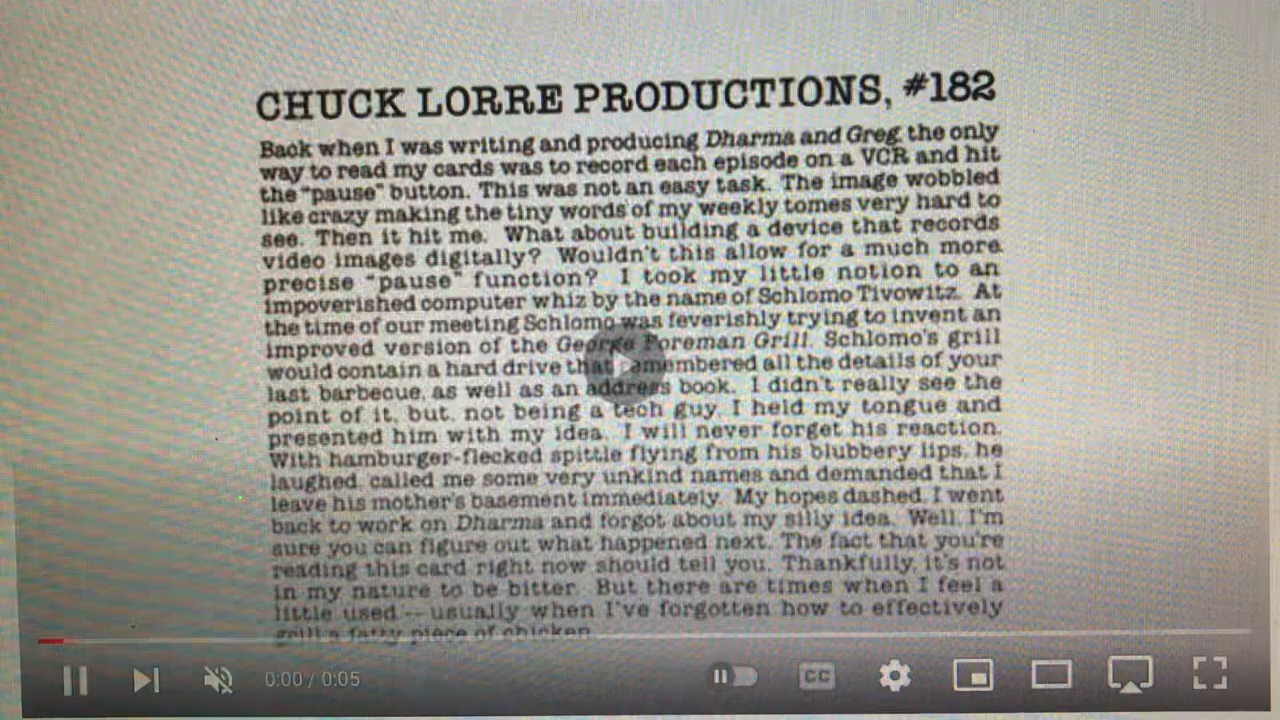 CHUCK LORRE PRODUCTIONS, #182
Back when I was writing and producing Dharma and Greg, the only
way to read my cards was to record each episode on a VCR and hit
the "pause" button. This was not an easy task. The image wobbled
like crazy making the tiny words of my weekly tomes very hard to
see. Then it hit me. What about building a device that records
video images digitally? Wouldn't this allow for a much more
precise "pause" function? I took my little notion to an
impoverished computer whiz by the name of Schlomo Tivowitz. At
the time of our meeting Schlomo was feverishly trying to invent an
improved version of the George Foreman Grill. Schlomo's grill
would contain a hard drive that remembered all the details of your
last barbecue, as well as an address book. I didn't really see the
point of it, but, not being a tech guy, I held my tongue and
presented him with my idea. I will never forget his reaction.
With hamburger-flecked spittle flying from his blubbery lips, he
laughed, called me some very unkind names and demanded that I
leave his mother's basement immediately. My hopes dashed, I went
back to work on Dharma and forgot about my silly idea. Well, I'm
sure you can figure out what happened next. The fact that you're
reading this card right now should tell you. Thankfully, it's not
in my nature to be bitter. But there are times when I feel a
little used -- usually when I've forgotten how to effectively
grill a fatty piece of chicken.
0:00 / 0:05
CC